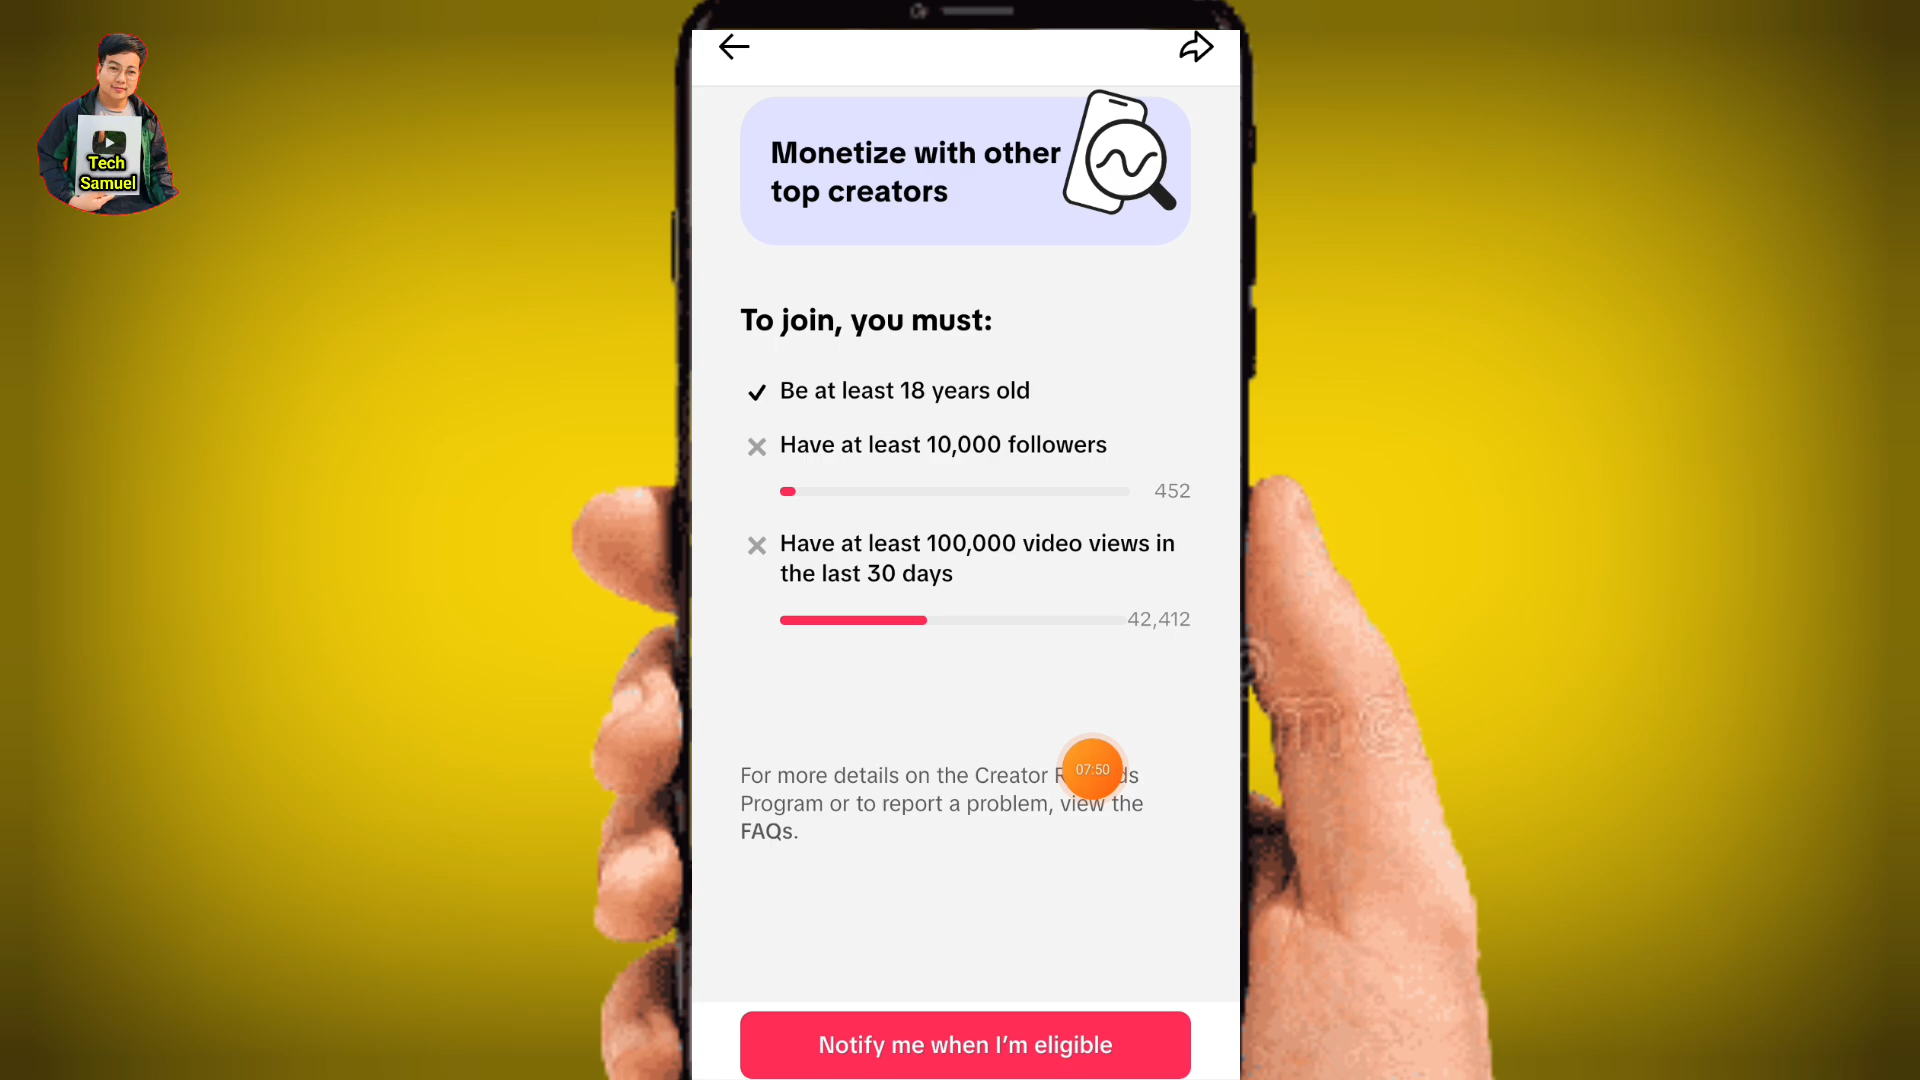 Tech
Samuel
Monetize with other
top creators
To join, you must:
Be at least 18 years old
Have at least 10,000 followers
452
Have at least 100,000 video views in
the last 30 days
42,412
07:50
For more details on the Creator R ds
Program or to report a problem, view the
FAQs.
Notify me when I'm eligible